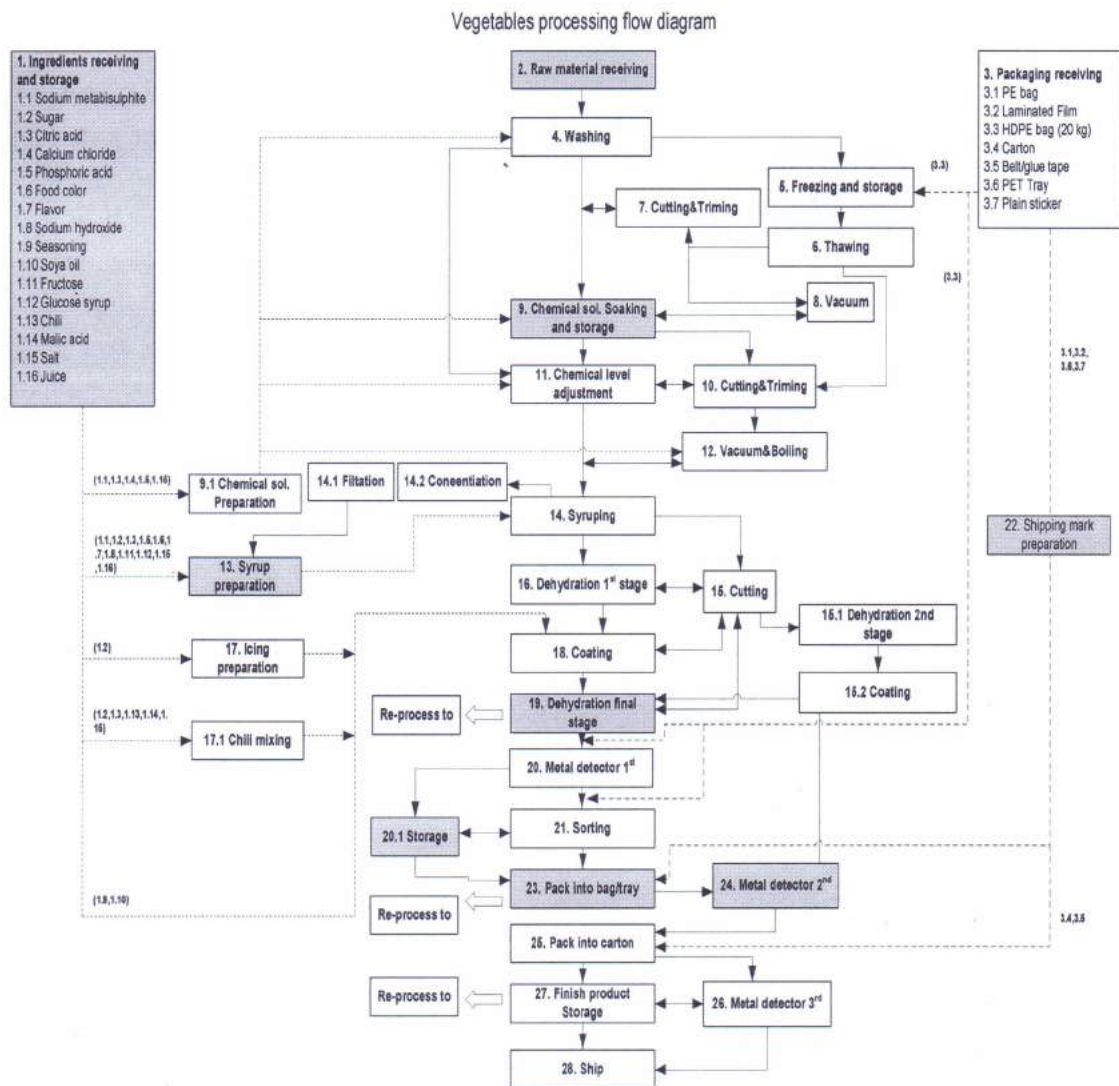 Vegetables processing flow diagram
1. Ingredients receiving
and storage
1.1 Sodium metabisulphite
1.2 Sugar
1.3 Citric acid
1.4 Calcium chloride
1.5 Phosphoric acid
1.6 Food color
1.7 Flavor
1.8 Sodium hydroxide
1.9 Seasoning
1.10 Soya oil
1.11 Fructose
1.12 Glucose syrup
1.13 Chili
1.14 Malic acid
1.15 Salt
1.16 Juice
2. Raw material receiving
3. Packaging receiving
3.1 PE bag
3.2 Laminated Film
3.3 HDPE bag (20 kg)
3.4 Carton
3.5 Belt/glue tape
3.6 PET Tray
3.7 Plain sticker
4. Washing
(3.3)
5. Freezing and storage
7. Cutting&Triming
6. Thawing
(3.3)
8. Vacuum
9. Chemical sol. Soaking
and storage
3.1,3.2,
3.6,3.7
11. Chemical level
adjustment
10. Cutting&Triming
12. Vacuum&Boiling
(1.1,1.3,1.4,1.5,1.16)
9.1 Chemical sol.
Preparation
14.1 Filtation
14.2 Coneentiation
14. Syruping
22. Shipping mark
preparation
(1.1,1.2,1.3,1.5,1.6,1
.7,1.8,1.11,1.12,1.15
,1.16)
13. Syrup
preparation
16. Dehydration 1st stage
15. Cutting
15.1 Dehydration 2nd
stage
(1.2)
17. Icing
preparation
18. Coating
15.2 Coating
Re-process to
19. Dehydration final
stage
(1.2,1.3,1.13,1.14,1.
15)
17.1 Chili mixing
20. Metal detector 1st
20.1 Storage
21. Sorting
23. Pack into bag/tray
24. Metal detector 2nd
(1.9,1.10)
Re-process to
3.4,3.5
25. Pack into carton
Re-process to
27. Finish product
Storage
26. Metal detector 3rd
28. Ship